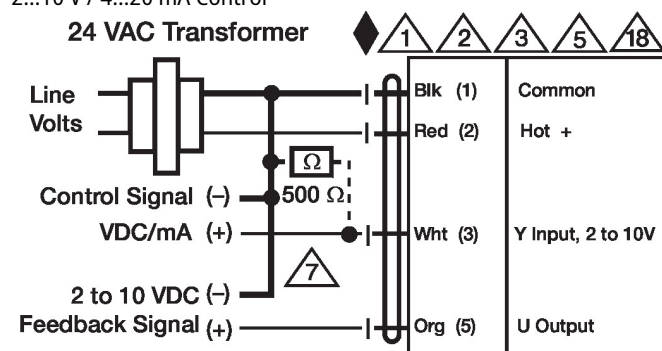 2...10 V / 4...20 mA Control
24 VAC Transformer
1 2 3 5 18
Line Volts
Blk (1) Common
Red (2) Hot +
Ω
500 Ω
Control Signal (–)
VDC/mA (+)
Wht (3) Y Input, 2 to 10V
7
2 to 10 VDC (–)
Feedback Signal (+)
Org (5) U Output